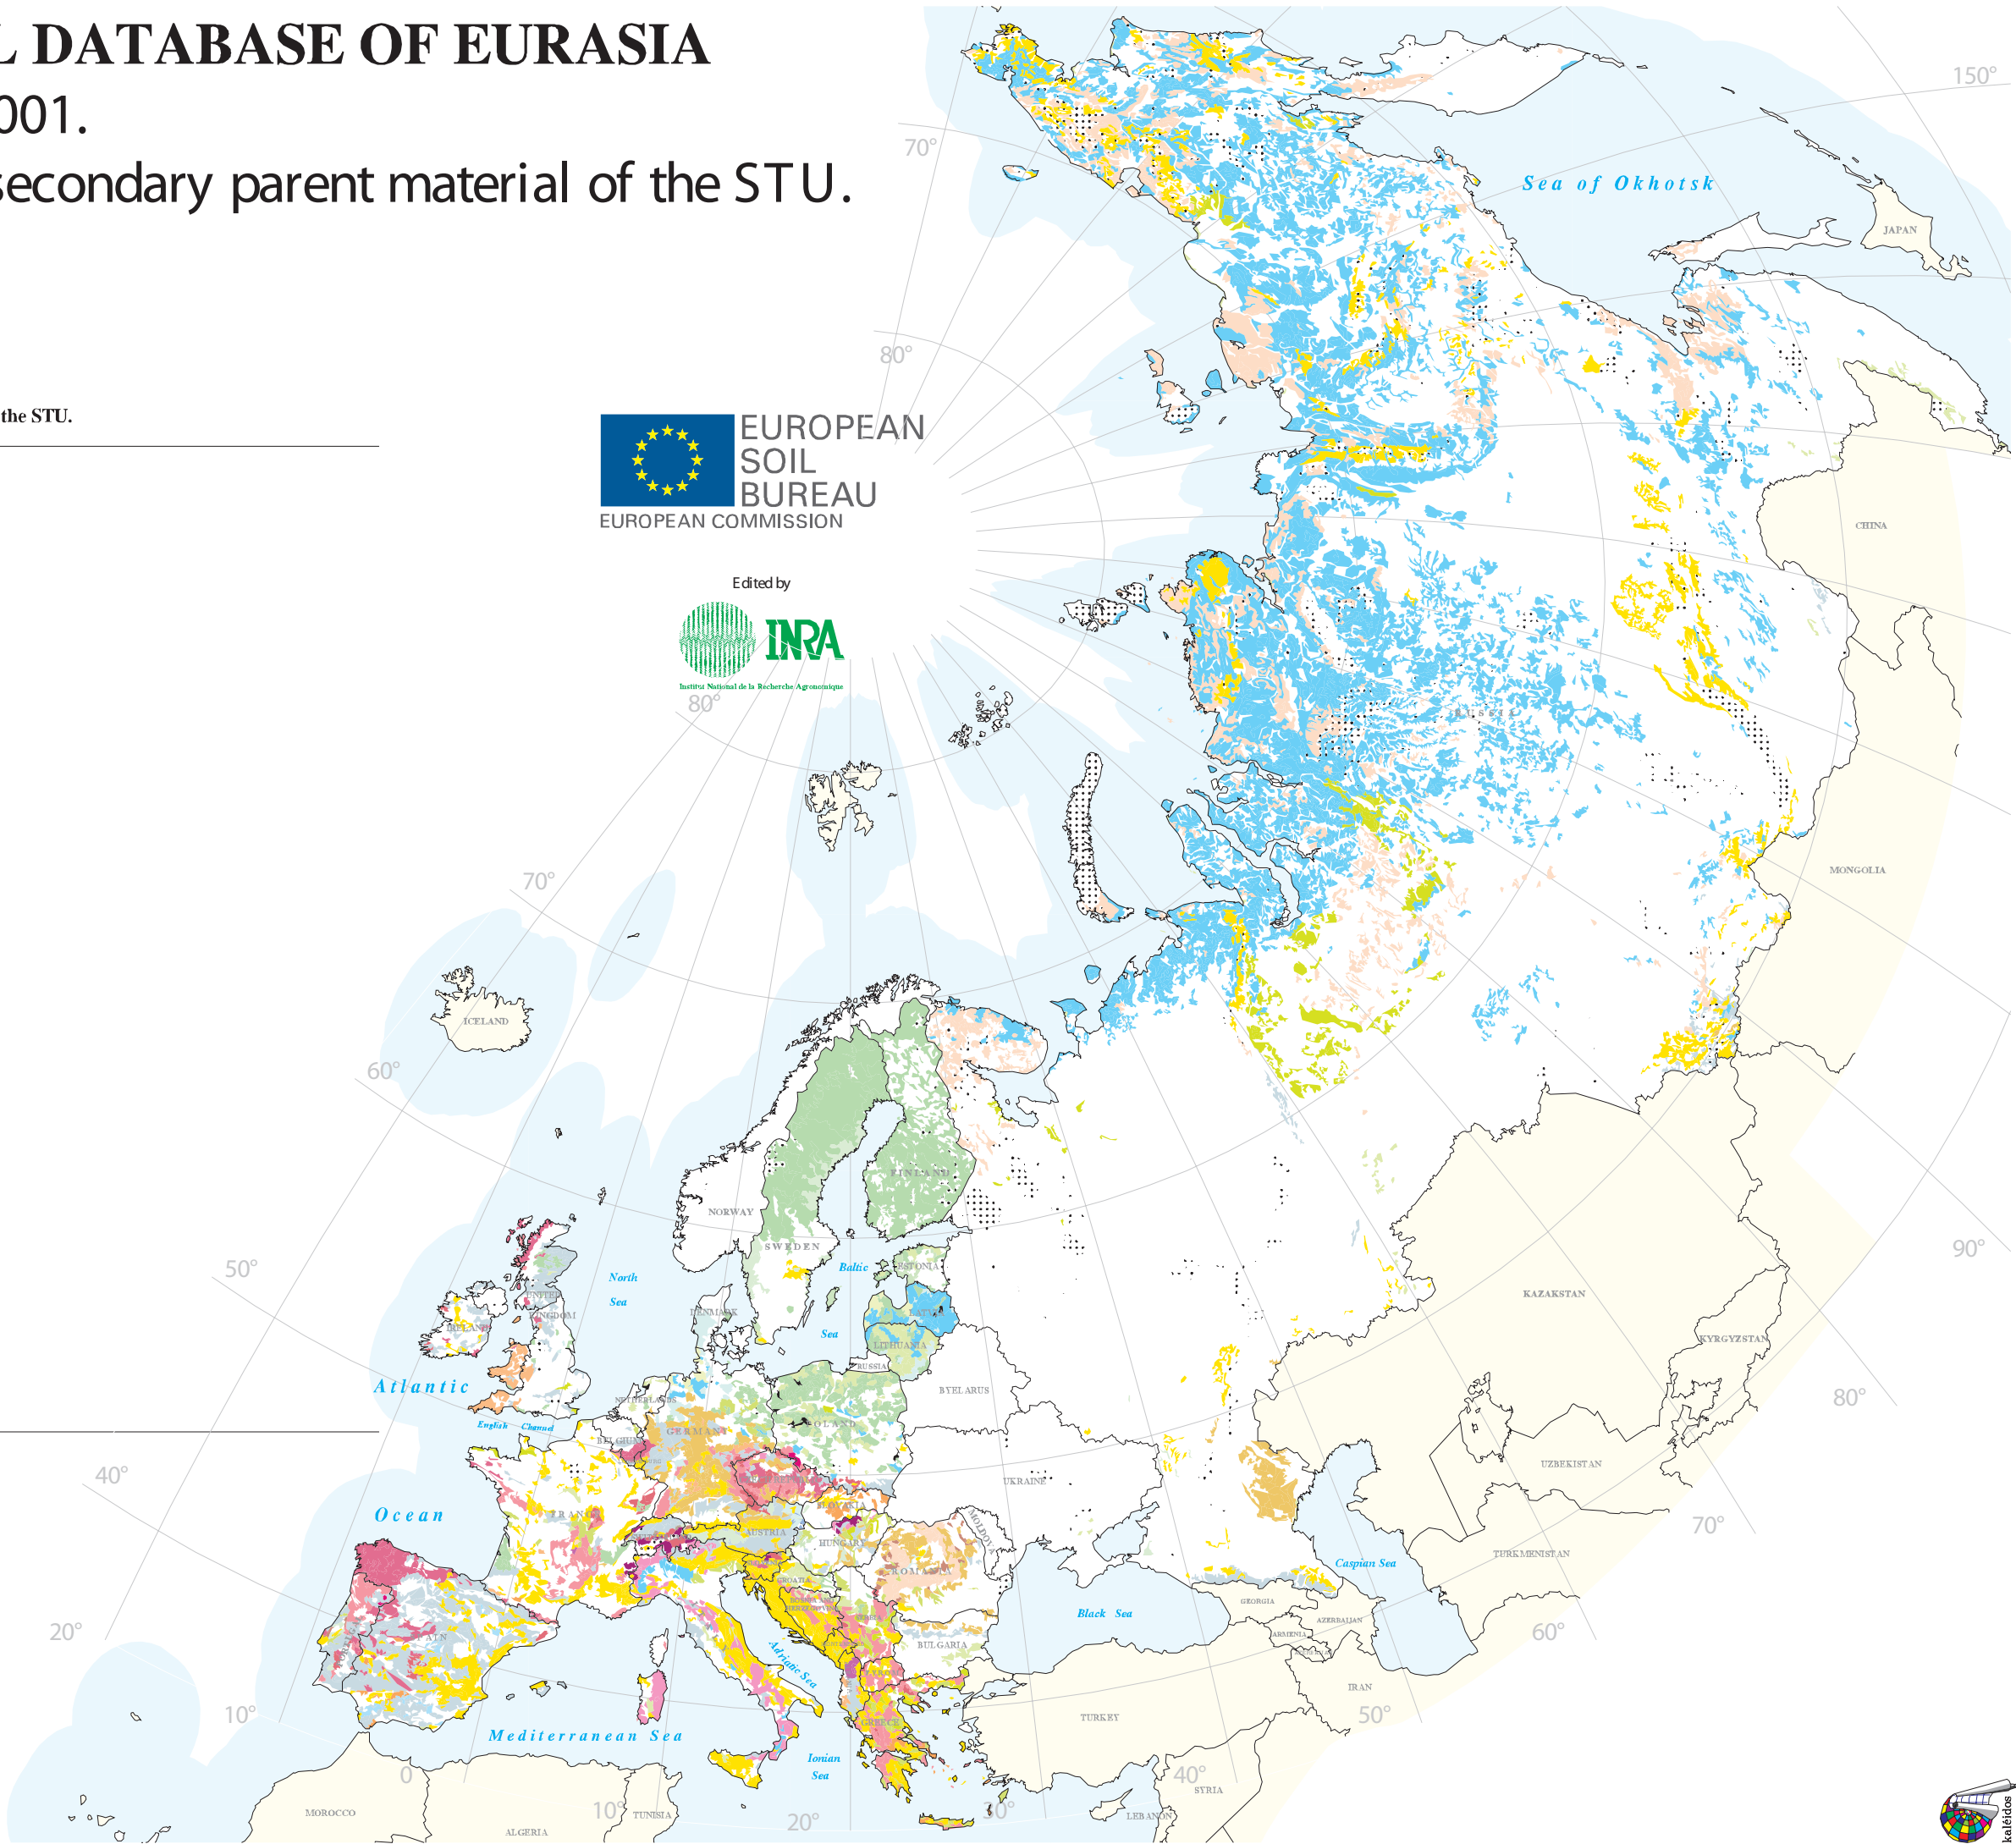 L DATABASE OF EURASIA
001.
secondary parent material of the STU.
the STU.
EUROPEAN
SOIL
BUREAU
EUROPEAN COMMISSION
Edited by
INRA
Institut National de la Recherche Agronomique
150°
70°
Sea of Okhotsk
JAPAN
80°
CHINA
RUSSIA
80°
MONGOLIA
70°
ICELAND
60°
FINLAND
NORWAY
SWEDEN
50°
North
Sea
Baltic
Sea
ESTONIA
90°
UNITED
KINGDOM
IRELAND
DENMARK
LATVIA
LITHUANIA
RUSSIA
KAZAKSTAN
KYRGYZSTAN
Atlantic
BYELARUS
80°
NETHERLANDS
English Channel
POLAND
GERMANY
BELGIUM
40°
UKRAINE
UZBEKISTAN
Ocean
FRANCE
SLOVAKIA
MOLDOVA
70°
AUSTRIA
HUNGARY
TURKMENISTAN
Caspian Sea
ROMANIA
CROATIA
BOSNIA AND
HERZEGOVINA
GEORGIA
Black Sea
AZERBAIJAN
ARMENIA
20°
60°
SPAIN
BULGARIA
Adriatic Sea
IRAN
10°
50°
TURKEY
GREECE
Mediterranean Sea
Ionian
Sea
0
40°
SYRIA
MOROCCO
10°
TUNISIA
20°
30°
LEBANON
ALGERIA
kaléidos